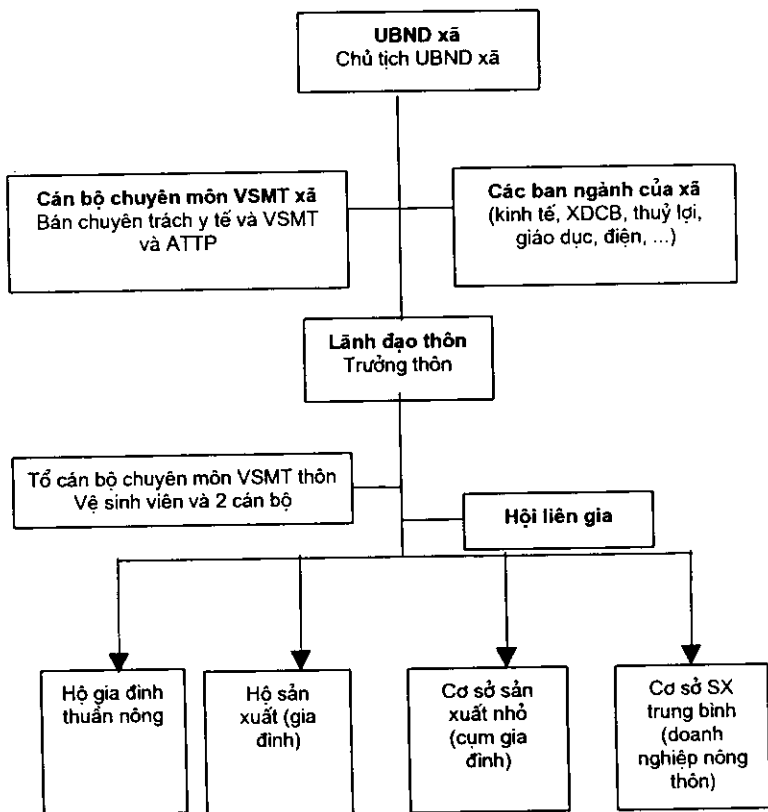 UBND xã
Chủ tịch UBND xã
Cán bộ chuyên môn VSMT xã
Bán chuyên trách y tế và VSMT
và ATTP
Các ban ngành của xã
(kinh tế, XDCB, thuỷ lợi,
giáo dục, điện, ...)
Lãnh đạo thôn
Trưởng thôn
Tổ cán bộ chuyên môn VSMT thôn
Vệ sinh viên và 2 cán bộ
Hội liên gia
Hộ gia đình
thuần nông
Hộ sản
xuất (gia
đình)
Cơ sở sản
xuất nhỏ
(cụm gia
đình)
Cơ sở SX
trung bình
(doanh
nghiệp nông
thôn)